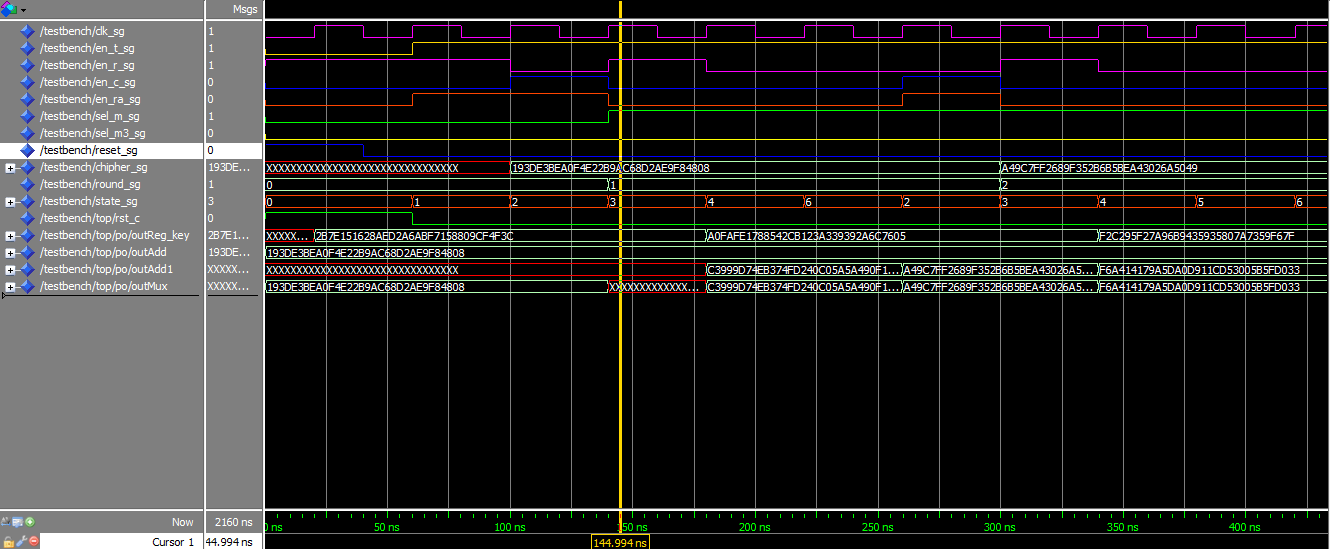 Msgs
/testbench/clk_sg 1
/testbench/en_t_sg 1
/testbench/en_r_sg 1
/testbench/en_c_sg 0
/testbench/en_ra_sg 0
/testbench/sel_m_sg 1
/testbench/sel_m3_sg 0
/testbench/reset_sg 0
/testbench/chipher_sg 193DE... XXXXXXXXXXXXXXXXXXXXXXXXXXXXXXXX 193DE3BEA0F4E22B9AC68D2AE9F84808 A49C7FF2689F352B6B5BEA43026A5049
/testbench/round_sg 1 0 1 2
/testbench/state_sg 3 0 1 2 3 4 6 2 3 4 5 6
/testbench/top/rst_c 0
/testbench/top/po/outReg_key 2B7E1... XXXXX... 2B7E151628AED2A6ABF7158809CF4F3C A0FAFE1788542CB123A339392A6C7605 F2C295F27A96B9435935807A7359F67F
/testbench/top/po/outAdd 193DE... 193DE3BEA0F4E22B9AC68D2AE9F84808
/testbench/top/po/outAdd1 XXXXX... XXXXXXXXXXXXXXXXXXXXXXXXXXXXXXXX C3999D74EB374FD240C05A5A490F1... A49C7FF2689F352B6B5BEA43026A5... F6A414179A5DA0D911CD53005B5FD033
/testbench/top/po/outMux XXXXX... 193DE3BEA0F4E22B9AC68D2AE9F84808 XXXXXXXXXXXXX... C3999D74EB374FD240C05A5A490F1... A49C7FF2689F352B6B5BEA43026A5... F6A414179A5DA0D911CD53005B5FD033
Now 2160 ns ns 50 ns 100 ns 150 ns 200 ns 250 ns 300 ns 350 ns 400 ns
Cursor 1 44.994 ns 144.994 ns